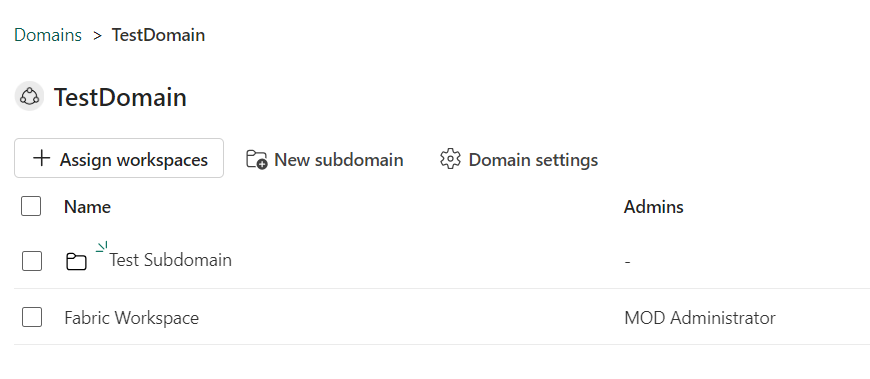 Domains > TestDomain
TestDomain
Assign workspaces New subdomain Domain settings
Name Admins
Test Subdomain -
Fabric Workspace MOD Administrator